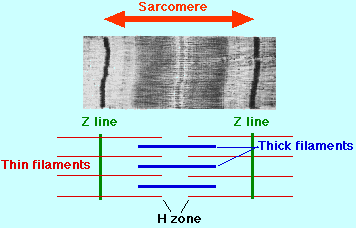 Sarcomere
Z line
Z line
Thick filaments
Thin filaments
H zone